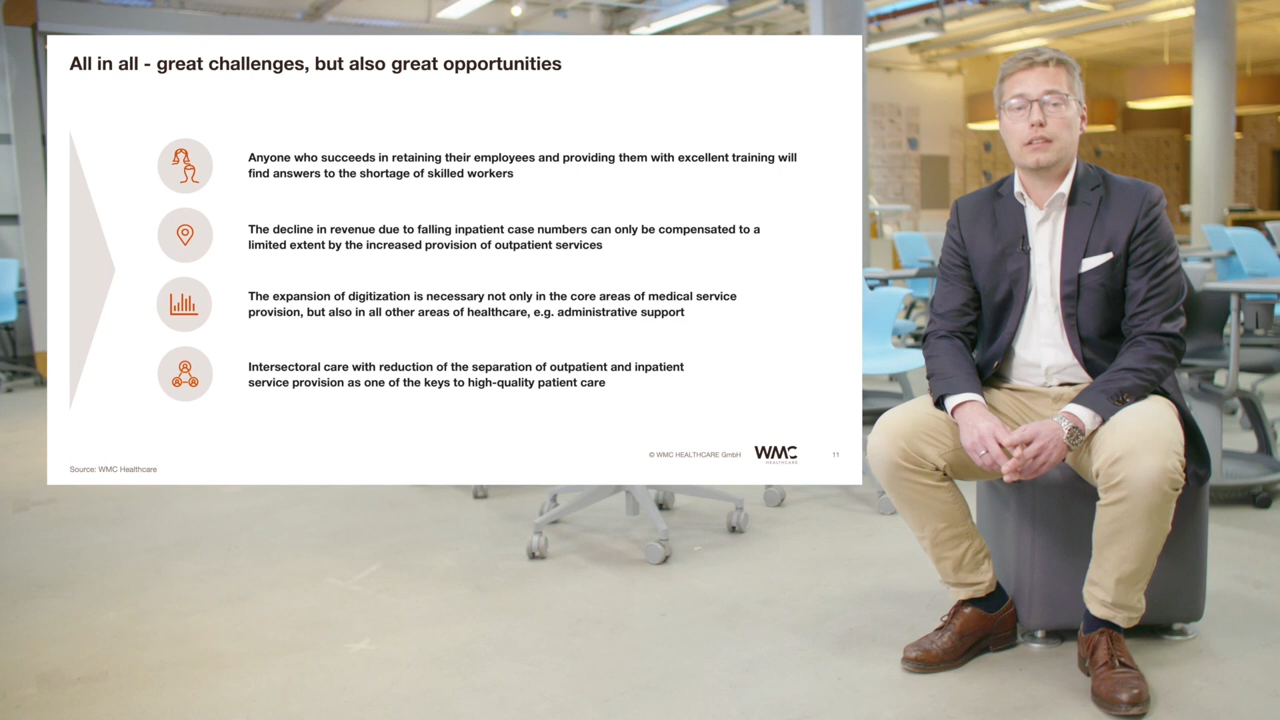 All in all - great challenges, but also great opportunities
Anyone who succeeds in retaining their employees and providing them with excellent training will
find answers to the shortage of skilled workers
The decline in revenue due to falling inpatient case numbers can only be compensated to a
limited extent by the increased provision of outpatient services
The expansion of digitization is necessary not only in the core areas of medical service
provision, but also in all other areas of healthcare, e.g. administrative support
Intersectoral care with reduction of the separation of outpatient and inpatient
service provision as one of the keys to high-quality patient care
© WMC HEALTHCARE GmbH
WMC
HEALTHCARE
11
Source: WMC Healthcare